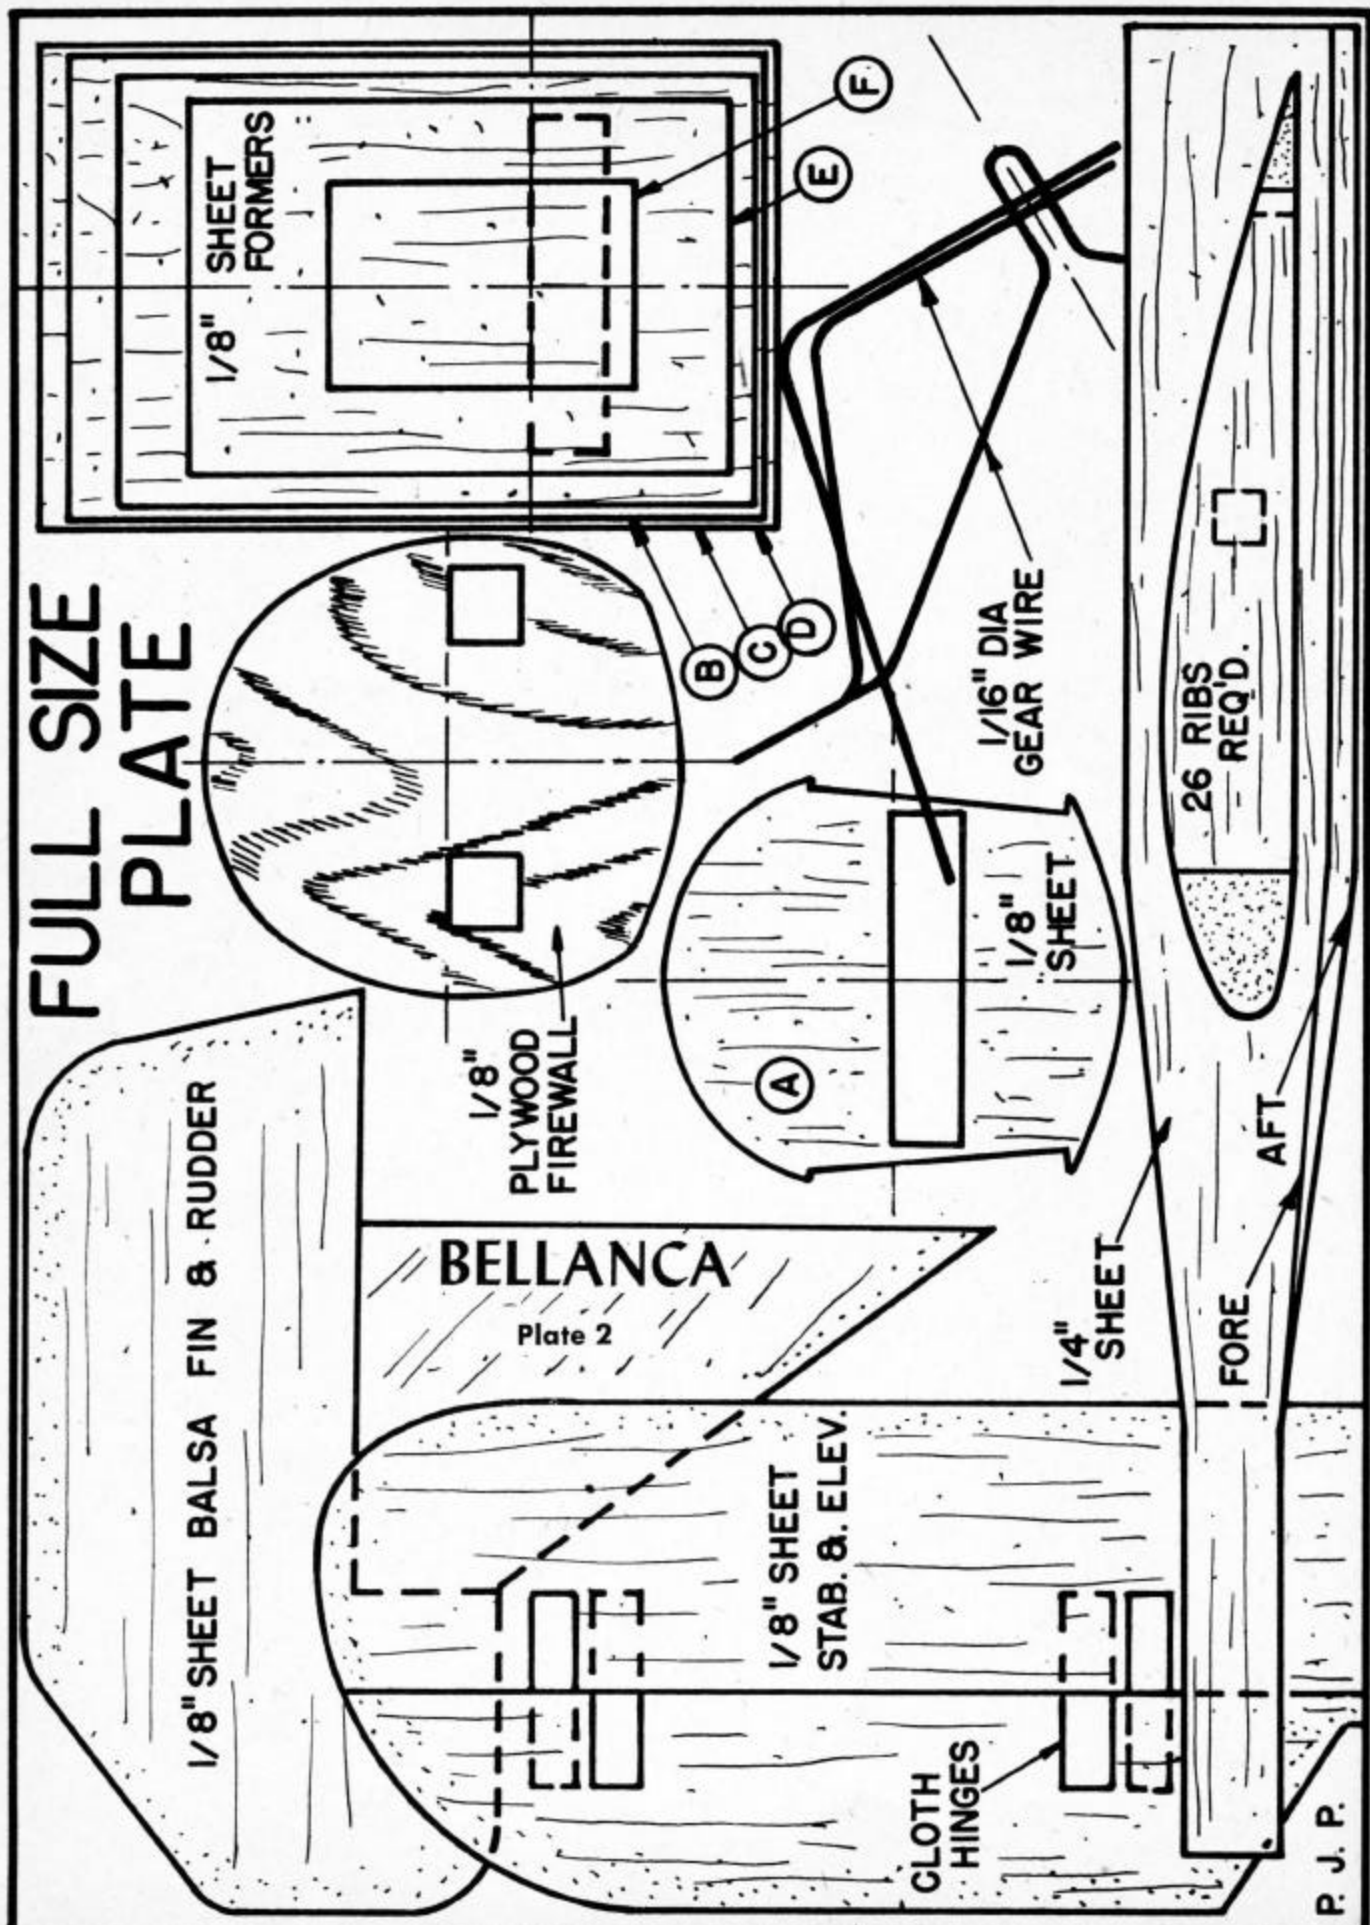 FULL SIZE
PLATE
1/8" SHEET BALSA FIN & RUDDER
1/8"
PLYWOOD
FIREWALL
1/8"
SHEET
FORMERS
F
E
B
C
D
BELLANCA
Plate 2
A
1/8"
SHEET
1/16" DIA
GEAR WIRE
1/8" SHEET
STAB. & ELEV.
CLOTH
HINGES
1/4"
SHEET
26 RIBS
REQ'D.
FORE
AFT
P. J. P.